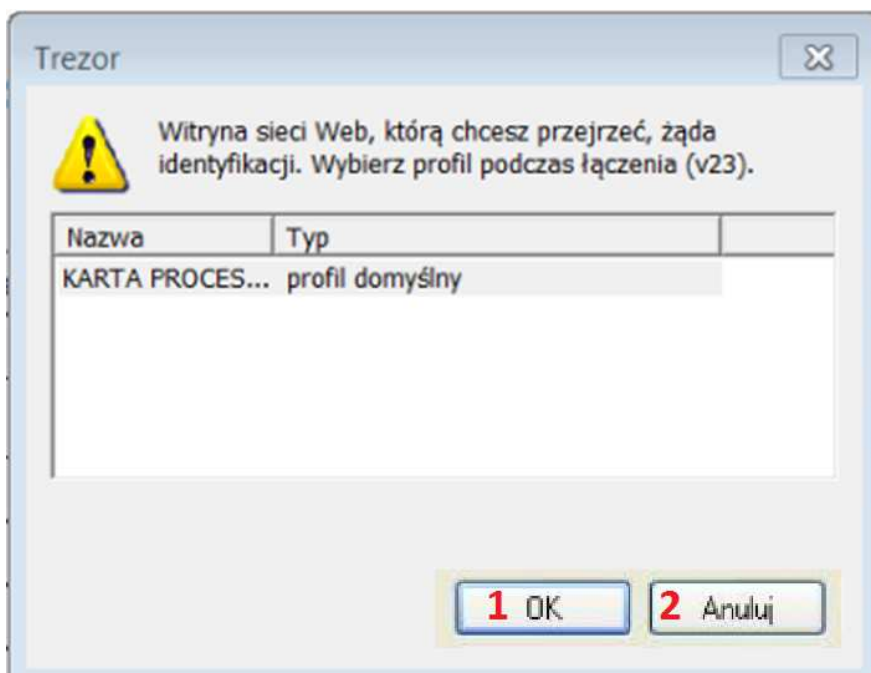 Trezor
Witryna sieci Web, którą chcesz przejrzeć, żąda
identyfikacji. Wybierz profil podczas łączenia (v23).
Nazwa Typ
KARTA PROCES... profil domyślny
1 OK 2 Anuluj